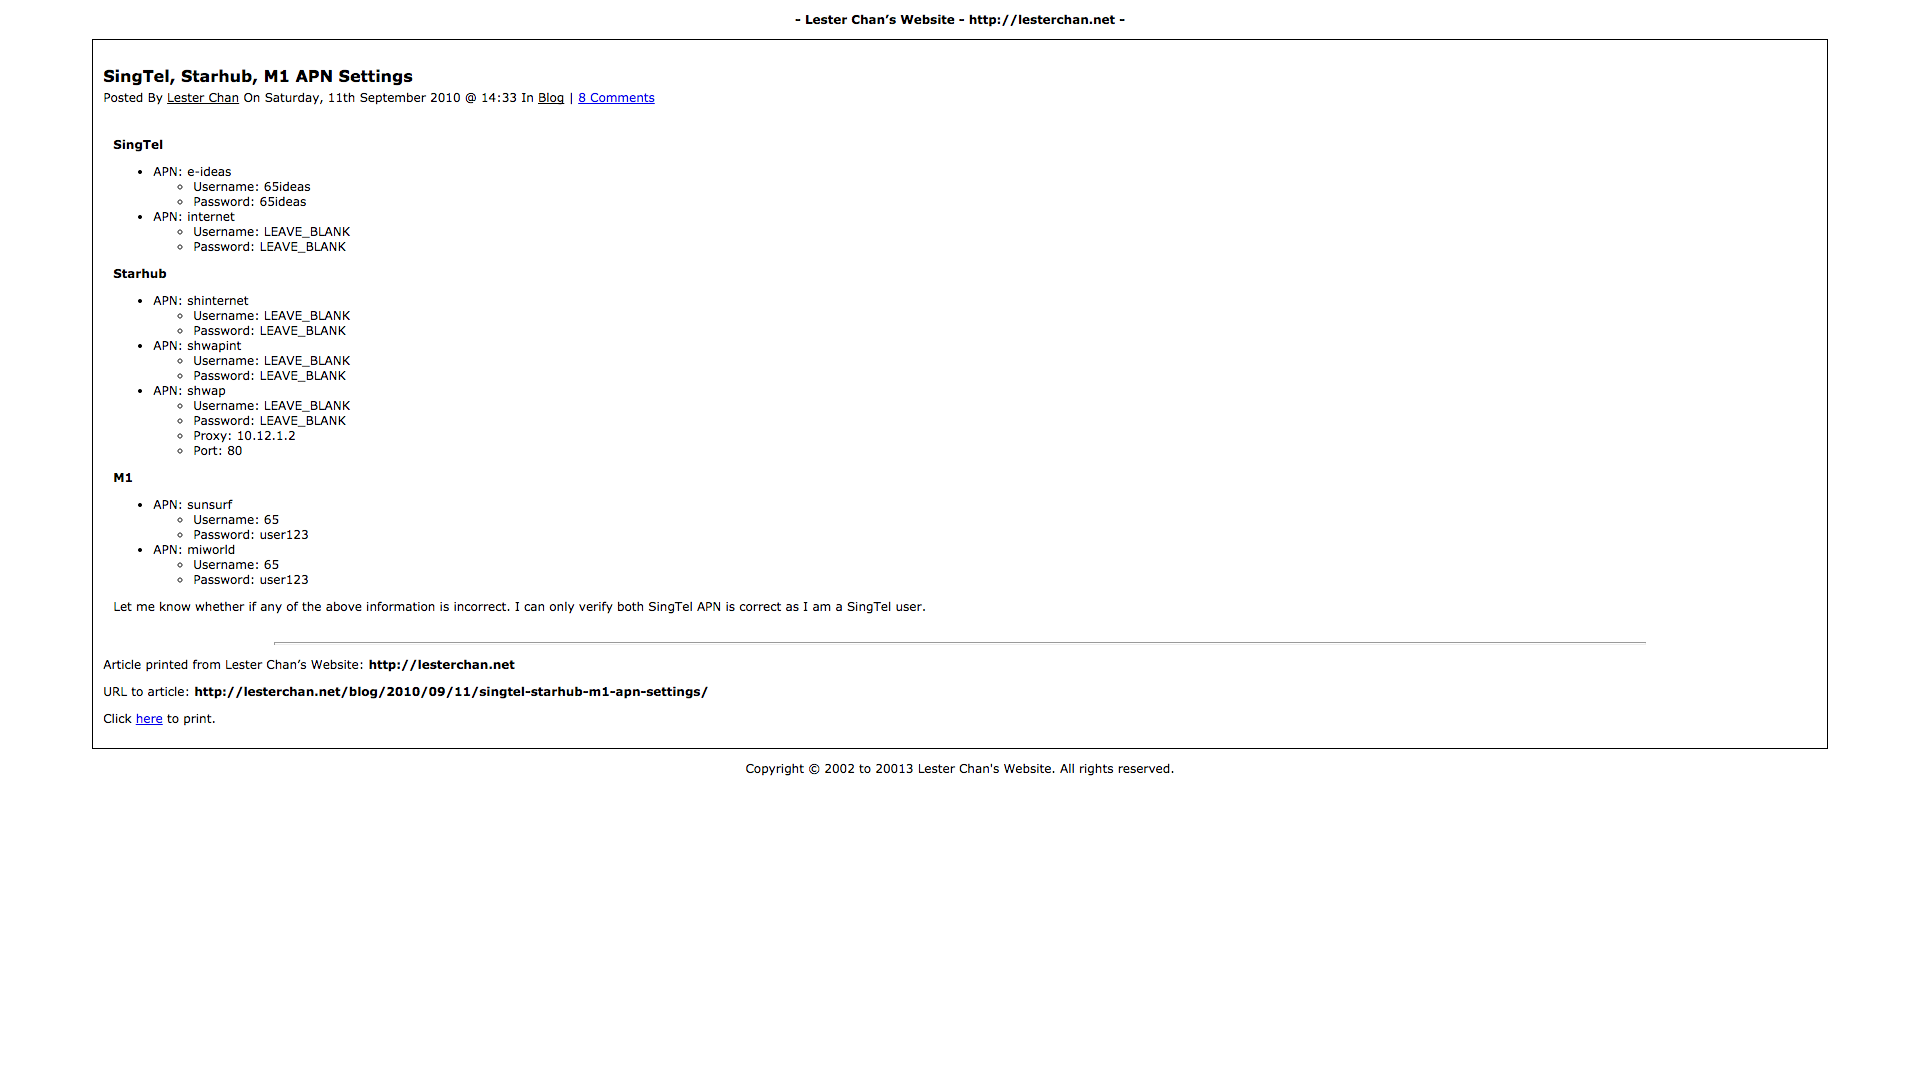 - Lester Chan’s Website - http://lesterchan.net -
SingTel, Starhub, M1 APN Settings
Posted By Lester Chan On Saturday, 11th September 2010 @ 14:33 In Blog | 8 Comments
SingTel
• APN: e-ideas
◦ Username: 65ideas
◦ Password: 65ideas
• APN: internet
◦ Username: LEAVE_BLANK
◦ Password: LEAVE_BLANK
Starhub
• APN: shinternet
◦ Username: LEAVE_BLANK
◦ Password: LEAVE_BLANK
• APN: shwapint
◦ Username: LEAVE_BLANK
◦ Password: LEAVE_BLANK
• APN: shwap
◦ Username: LEAVE_BLANK
◦ Password: LEAVE_BLANK
◦ Proxy: 10.12.1.2
◦ Port: 80
M1
• APN: sunsurf
◦ Username: 65
◦ Password: user123
• APN: miworld
◦ Username: 65
◦ Password: user123
Let me know whether if any of the above information is incorrect. I can only verify both SingTel APN is correct as I am a SingTel user.
Article printed from Lester Chan’s Website: http://lesterchan.net
URL to article: http://lesterchan.net/blog/2010/09/11/singtel-starhub-m1-apn-settings/
Click here to print.
Copyright © 2002 to 20013 Lester Chan's Website. All rights reserved.